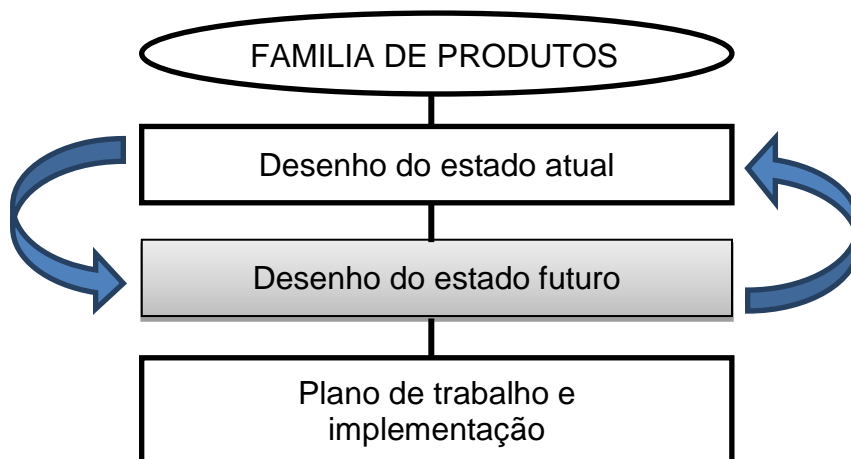 FAMILIA DE PRODUTOS
Desenho do estado atual
Desenho do estado futuro
Plano de trabalho e
implementação